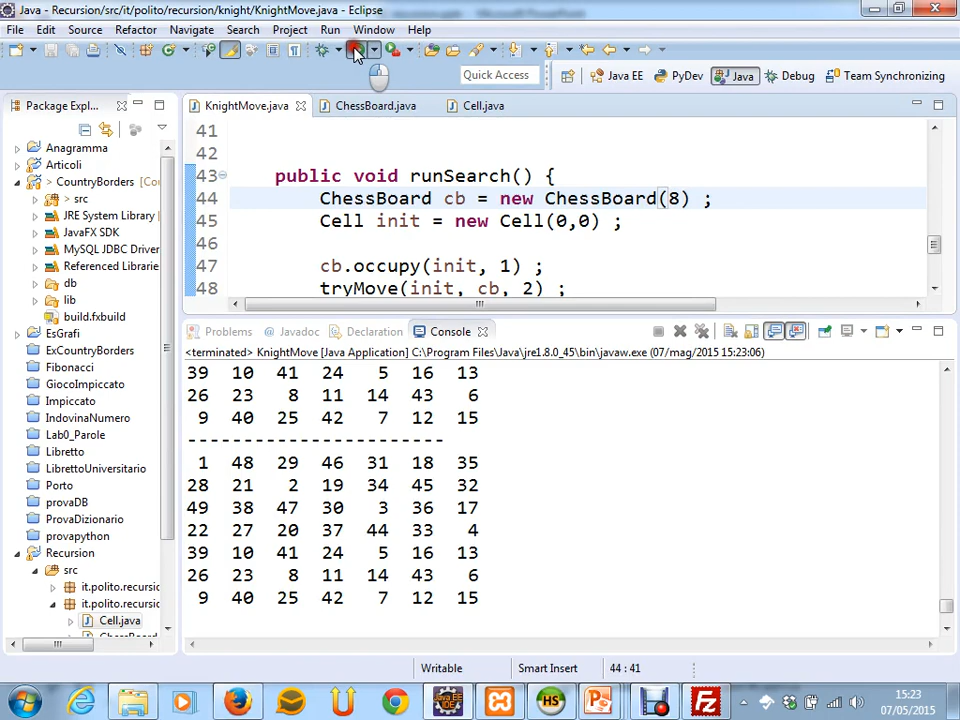 Java - Recursion/src/it/polito/recursion/knight/KnightMove.java - Eclipse
File Edit Source Refactor Navigate Search Project Run Window Help
Quick Access Java EE PyDev Java Debug Team Synchronizing
Package Expl...
Anagramma
Articoli
> CountryBorders [Co
> src
JRE System Library
JavaFX SDK
MySQL JDBC Driver
Referenced Librarie
db
lib
build.fxbuild
EsGrafi
ExCountryBorders
Fibonacci
GiocoImpiccato
Impiccato
IndovinaNumero
Lab0_Parole
Libretto
LibrettoUniversitario
Porto
provaDB
ProvaDizionario
provapython
Recursion
src
it.polito.recursic
it.polito.recursic
Cell.java
KnightMove.java ChessBoard.java Cell.java
41
42
43 public void runSearch() {
44 ChessBoard cb = new ChessBoard(8) ;
45 Cell init = new Cell(0,0) ;
46
47 cb.occupy(init, 1) ;
48 tryMove(init, cb, 2) ;
Problems Javadoc Declaration Console
<terminated> KnightMove [Java Application] C:\Program Files\Java\jre1.8.0_45\bin\javaw.exe (07/mag/2015 15:23:06)
39 10 41 24 5 16 13
26 23 8 11 14 43 6
9 40 25 42 7 12 15
-----------------------
1 48 29 46 31 18 35
28 21 2 19 34 45 32
49 38 47 30 3 36 17
22 27 20 37 44 33 4
39 10 41 24 5 16 13
26 23 8 11 14 43 6
9 40 25 42 7 12 15
Writable Smart Insert 44 : 41
15:23
07/05/2015